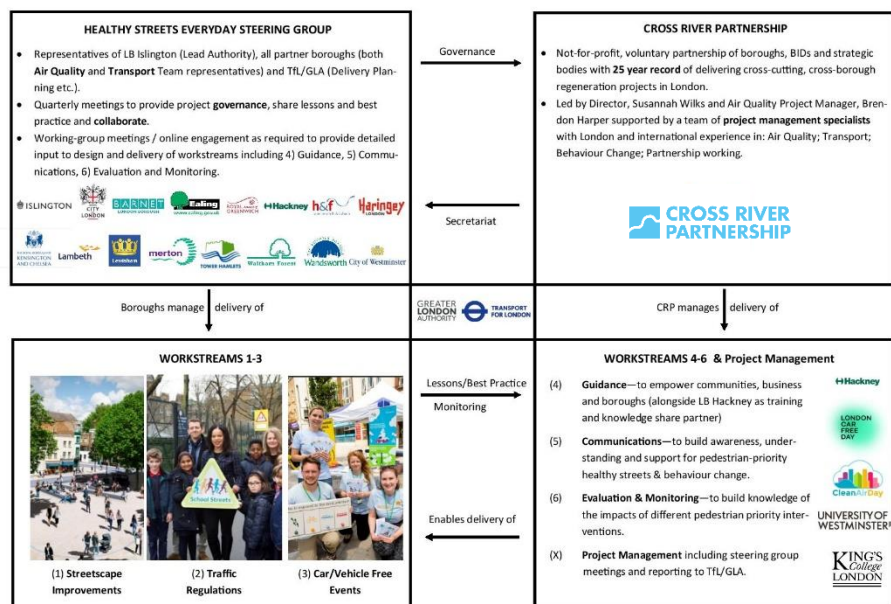 HEALTHY STREETS EVERYDAY STEERING GROUP
• Representatives of LB Islington (Lead Authority), all partner boroughs (both
Air Quality and Transport Team representatives) and TfL/GLA (Delivery Plan-
ning etc.).
• Quarterly meetings to provide project governance, share lessons and best
practice and collaborate.
• Working-group meetings / online engagement as required to provide detailed
input to design and delivery of workstreams including 4) Guidance, 5) Commu-
nications, 6) Evaluation and Monitoring.
ISLINGTON
CITY
OF
LONDON
BARNET
LONDON BOROUGH
Ealing
www.ealing.gov.uk
ROYAL borough of
GREENWICH
Hackney
h&f
Haringey
LONDON
KENSINGTON
AND CHELSEA
Lambeth
Lewisham
merton
TOWER HAMLETS
Waltham Forest
Wandsworth
City of Westminster
Governance
Secretariat
CROSS RIVER PARTNERSHIP
• Not-for-profit, voluntary partnership of boroughs, BIDs and strategic
bodies with 25 year record of delivering cross-cutting, cross-borough
regeneration projects in London.
• Led by Director, Susannah Wilks and Air Quality Project Manager, Bren-
don Harper supported by a team of project management specialists
with London and international experience in: Air Quality; Transport;
Behaviour Change; Partnership working.
CROSS RIVER
PARTNERSHIP
Boroughs manage delivery of
GREATER
LONDON
AUTHORITY
TRANSPORT
FOR LONDON
CRP manages delivery of
WORKSTREAMS 1-3
School Streets
(1) Streetscape
Improvements
(2) Traffic
Regulations
(3) Car/Vehicle Free
Events
Lessons/Best Practice
Monitoring
Enables delivery of
WORKSTREAMS 4-6 & Project Management
(4) Guidance—to empower communities, business
and boroughs (alongside LB Hackney as training
and knowledge share partner)
(5) Communications—to build awareness, under-
standing and support for pedestrian-priority
healthy streets & behaviour change.
(6) Evaluation & Monitoring—to build knowledge of
the impacts of different pedestrian priority inter-
ventions.
(X) Project Management including steering group
meetings and reporting to TfL/GLA.
Hackney
LONDON
CAR
FREE
DAY
CleanAirDay
UNIVERSITY OF
WESTMINSTER
KING'S
College
LONDON